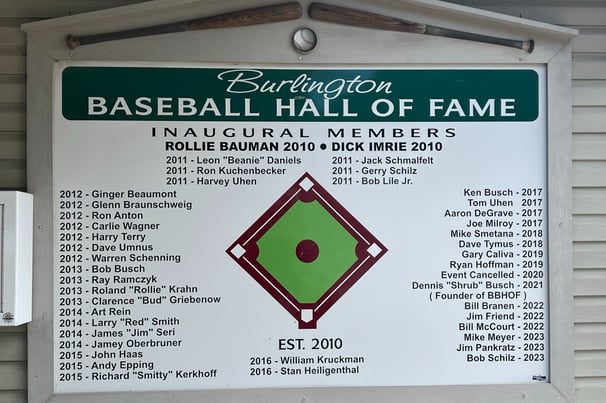 Burlington
BASEBALL HALL OF FAME
INAUGURAL MEMBERS
ROLLIE BAUMAN 2010 • DICK IMRIE 2010
2011 - Leon "Beanie" Daniels
2011 - Ron Kuchenbecker
2011 - Harvey Uhen
2011 - Jack Schmalfelt
2011 - Gerry Schilz
2011 - Bob Lile Jr.
2012 - Ginger Beaumont
2012 - Glenn Braunschweig
2012 - Ron Anton
2012 - Carlie Wagner
2012 - Harry Terry
2012 - Dave Umnus
2012 - Warren Schenning
2013 - Bob Busch
2013 - Ray Ramczyk
2013 - Roland "Rollie" Krahn
2013 - Clarence "Bud" Griebenow
2014 - Art Rein
2014 - Larry "Red" Smith
2014 - James "Jim" Seri
2014 - Jamey Oberbruner
2015 - John Haas
2015 - Andy Epping
2015 - Richard "Smitty" Kerkhoff
EST. 2010
2016 - William Kruckman
2016 - Stan Heiligenthal
Ken Busch - 2017
Tom Uhen 2017
Aaron DeGrave - 2017
Joe Milroy - 2017
Mike Smetana - 2018
Dave Tymus - 2018
Gary Caliva - 2019
Ryan Hoffman - 2019
Event Cancelled - 2020
Dennis "Shrub" Busch - 2021
( Founder of BBHOF )
Bill Branen - 2022
Jim Friend - 2022
Bill McCourt - 2022
Mike Meyer - 2023
Jim Pankratz - 2023
Bob Schilz - 2023